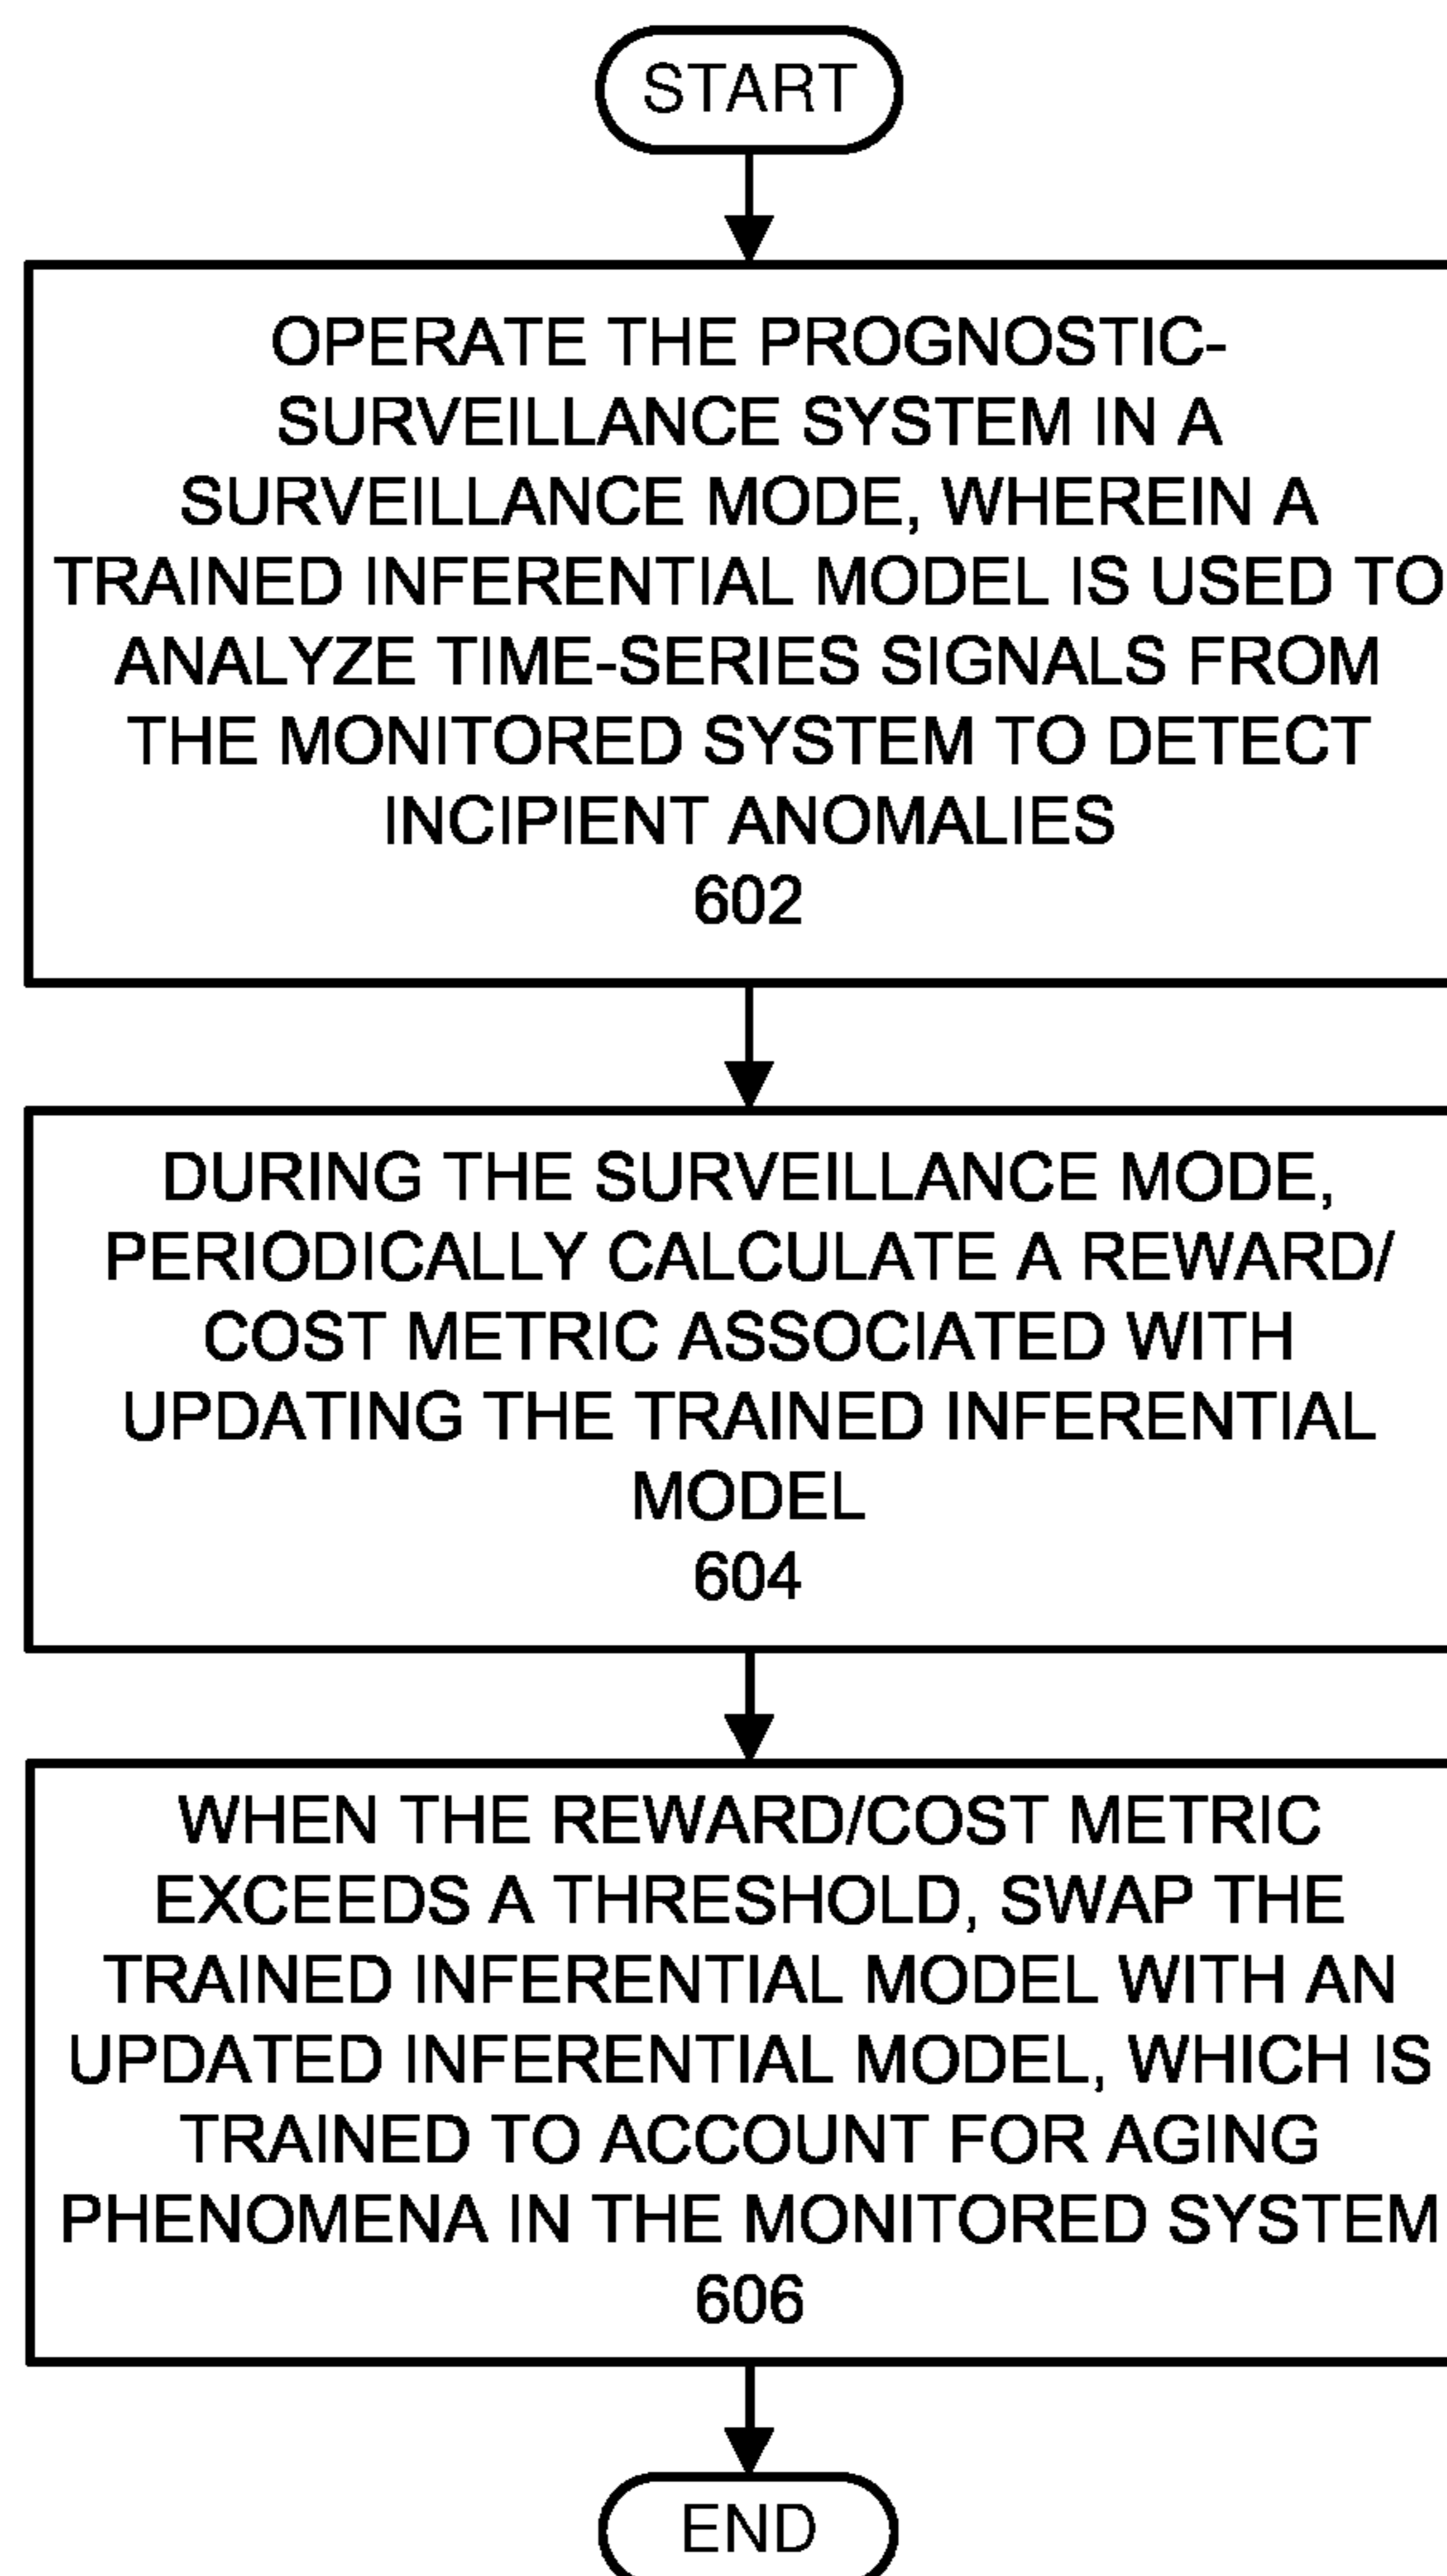 START
OPERATE THE PROGNOSTIC-
SURVEILLANCE SYSTEM IN A
SURVEILLANCE MODE, WHEREIN A
TRAINED INFERENTIAL MODEL IS USED TO
ANALYZE TIME-SERIES SIGNALS FROM
THE MONITORED SYSTEM TO DETECT
INCIPIENT ANOMALIES
602
DURING THE SURVEILLANCE MODE,
PERIODICALLY CALCULATE A REWARD/
COST METRIC ASSOCIATED WITH
UPDATING THE TRAINED INFERENTIAL
MODEL
604
WHEN THE REWARD/COST METRIC
EXCEEDS A THRESHOLD, SWAP THE
TRAINED INFERENTIAL MODEL WITH AN
UPDATED INFERENTIAL MODEL, WHICH IS
TRAINED TO ACCOUNT FOR AGING
PHENOMENA IN THE MONITORED SYSTEM
606
END